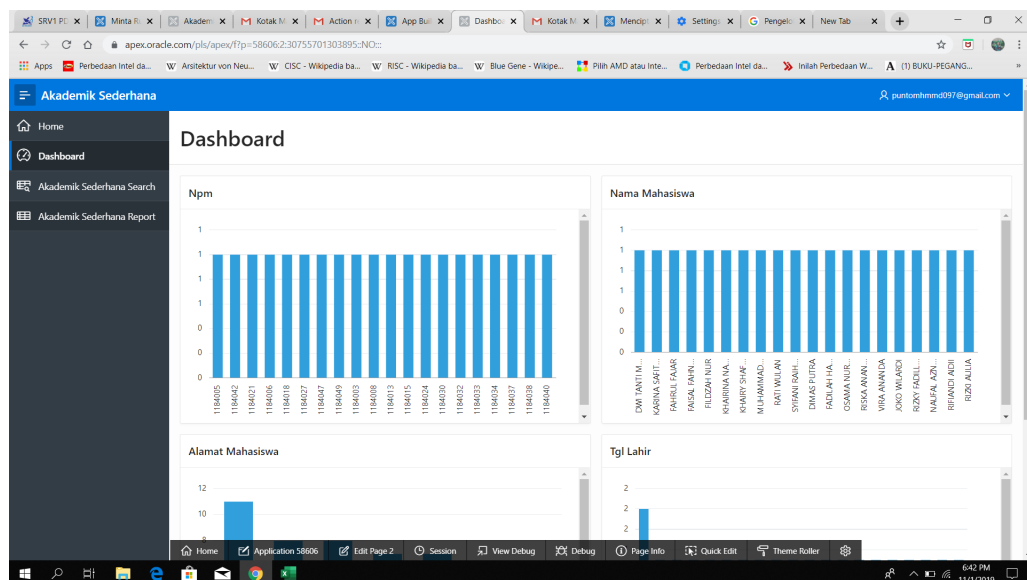 SRV1 PD
Minta R
Akadem
Kotak M
Action re
App Buil
Dashboa
Kotak M
Mencipt
Settings
Pengelo
New Tab
apex.oracle.com/pls/apex/f?p=58606:2:30755701303895::NO:::
Apps
Perbedaan Intel da...
Arsitektur von Neu...
CISC - Wikipedia ba...
RISC - Wikipedia ba...
Blue Gene - Wikipe...
Pilih AMD atau Inte...
Perbedaan Intel da...
Inilah Perbedaan W...
(1) BUKU-PEGANG...
»
Akademik Sederhana
puntomhmmd097@gmail.com
Home
Dashboard
Akademik Sederhana Search
Akademik Sederhana Report
Dashboard
Npm
1
1
1
1
0
0
0
1184005
1184042
1184021
1184006
1184018
1184027
1184047
1184049
1184003
1184008
1184013
1184015
1184024
1184030
1184032
1184033
1184034
1184037
1184038
1184040
Nama Mahasiswa
1
1
1
1
0
0
0
DWI TANTI M...
KARINA SAFIT...
FAHRUL FAJAR
FAISAL FAHN...
FILDZAH NUR
KHAIRINA NA...
KHAIRY SHAF...
MUHAMMAD...
RATI WULAN
SYIFANI RAIH...
DIMAS PUTRA
FADILAH HA...
OSAMA NUR...
RISKA ANAN...
VIRA ANANDA
JOKO WILARDI
RIZKY FADILL...
NAUFAL AZN...
RIFIANDI AIDII
RIZKI AULIA
Alamat Mahasiswa
12
10
8
Tgl Lahir
2
2
2
Home
Application 58606
Edit Page 2
Session
View Debug
Debug
Page Info
Quick Edit
Theme Roller
6:42 PM
11/1/2019